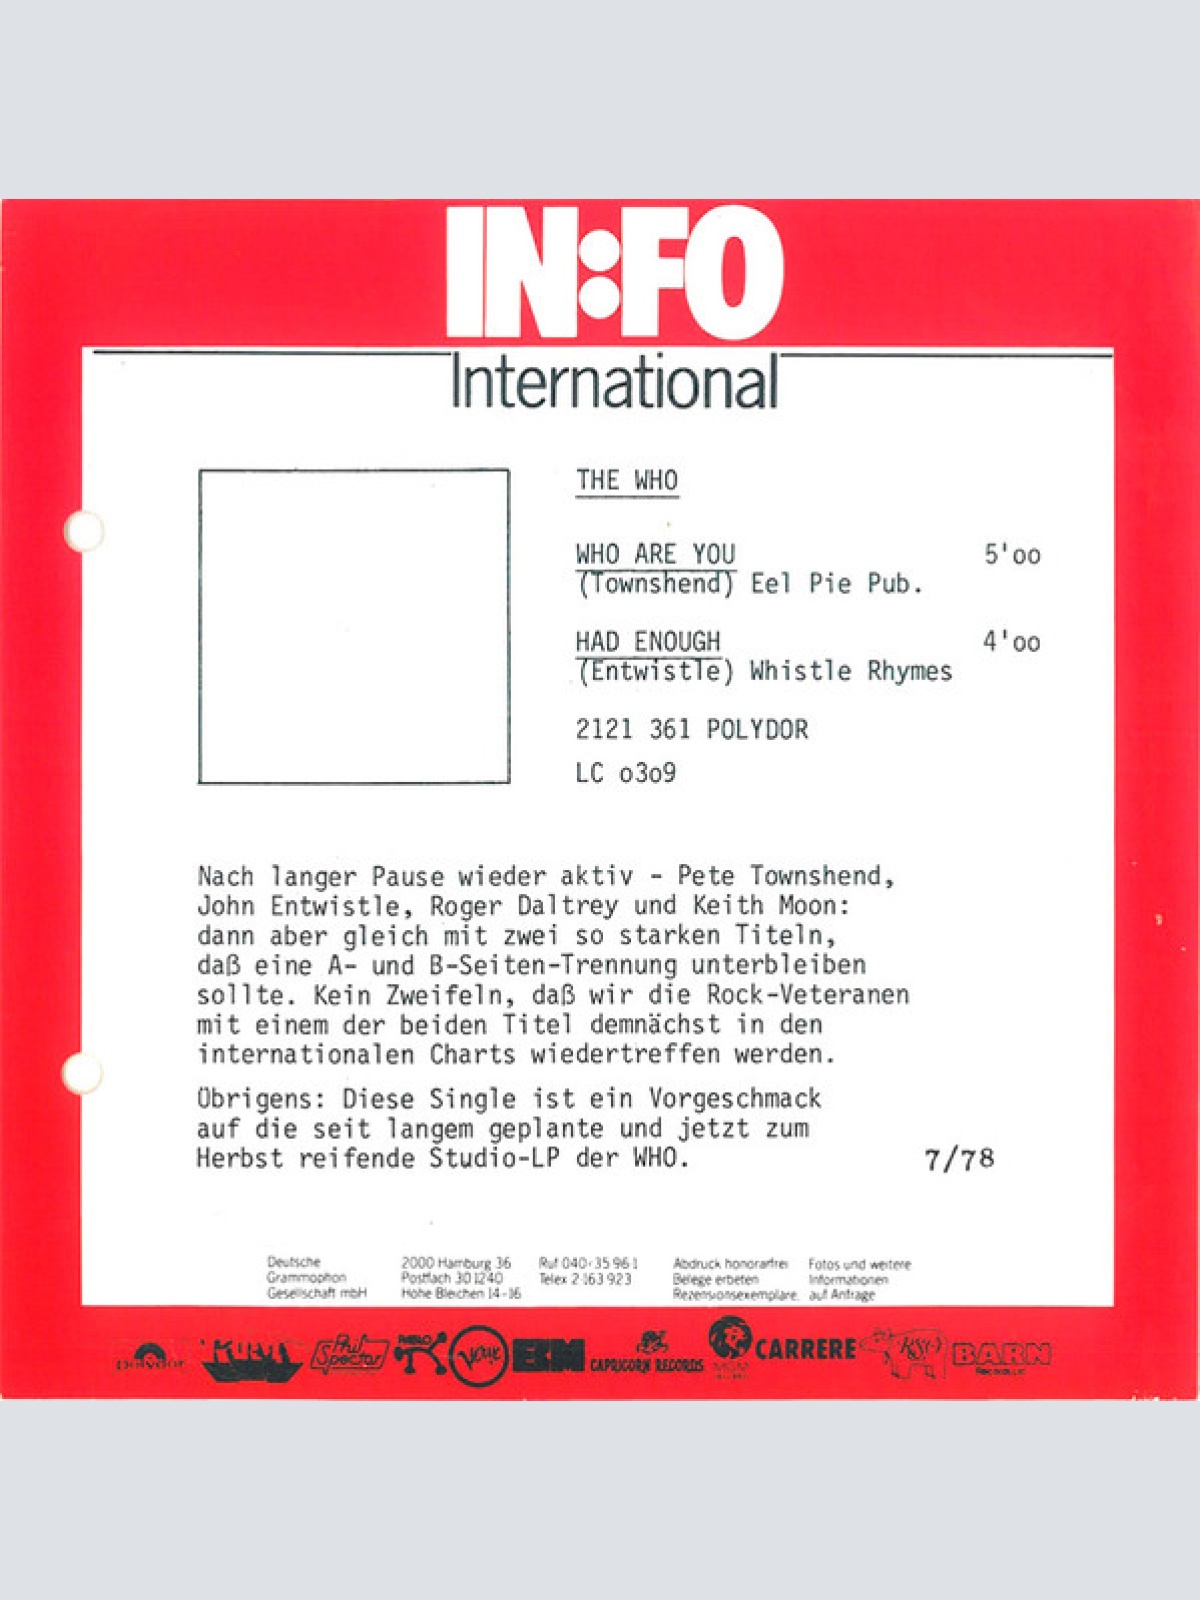 IN:FO
International
THE WHO
WHO ARE YOU 5'oo
(Townshend) Eel Pie Pub.
HAD ENOUGH 4'oo
(Entwistle) Whistle Rhymes
2121 361 POLYDOR
LC o3o9
Nach langer Pause wieder aktiv - Pete Townshend,
John Entwistle, Roger Daltrey und Keith Moon:
dann aber gleich mit zwei so starken Titeln,
daß eine A- und B-Seiten-Trennung unterbleiben
sollte. Kein Zweifeln, daß wir die Rock-Veteranen
mit einem der beiden Titel demnächst in den
internationalen Charts wiedertreffen werden.
Übrigens: Diese Single ist ein Vorgeschmack
auf die seit langem geplante und jetzt zum
Herbst reifende Studio-LP der WHO. 7/78
Deutsche 2000 Hamburg 36 Ruf 040·35 96 1 Abdruck honorarfrei Fotos und weitere
Grammophon Postfach 30 1240 Telex 2-163 923 Belege erbeten Informationen
Gesellschaft mbH Hohe Bleichen 14-16 Rezensionsexemplare auf Anfrage
polydor Phil Spector PABLO Verve ECM CAPRICORN RECORDS MGM CARRERE RSO BARN